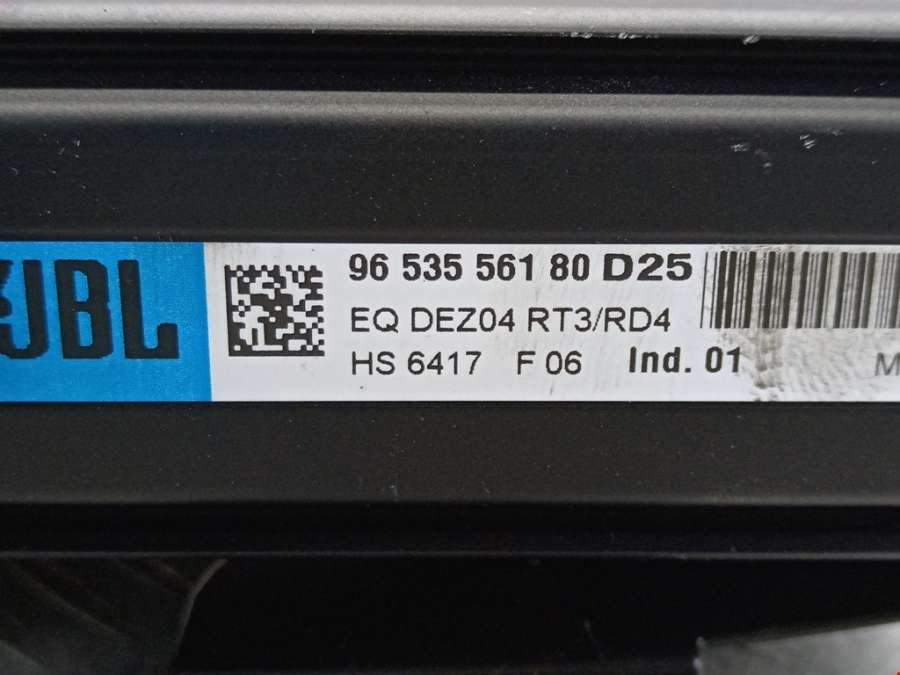 JBL
96 535 561 80 D25
EQ DEZ04 RT3/RD4
HS 6417 F 06 Ind. 01
M